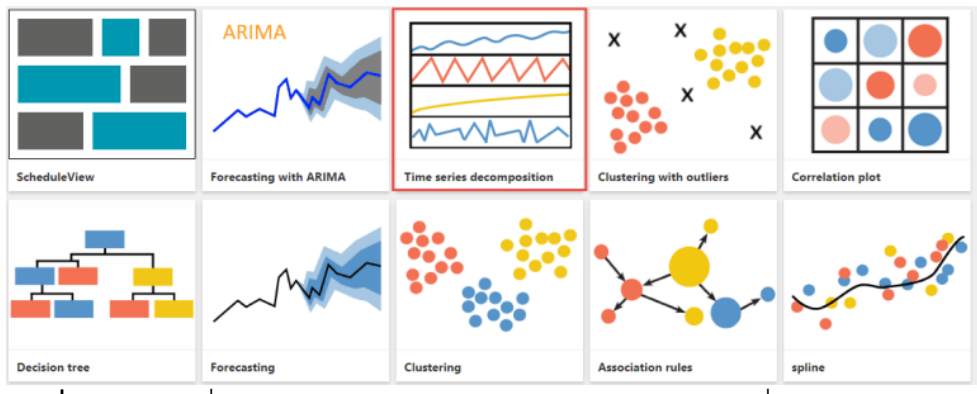 ARIMA
X X
X
X
ScheduleView
Forecasting with ARIMA
Time series decomposition
Clustering with outliers
Correlation plot
Decision tree
Forecasting
Clustering
Association rules
spline